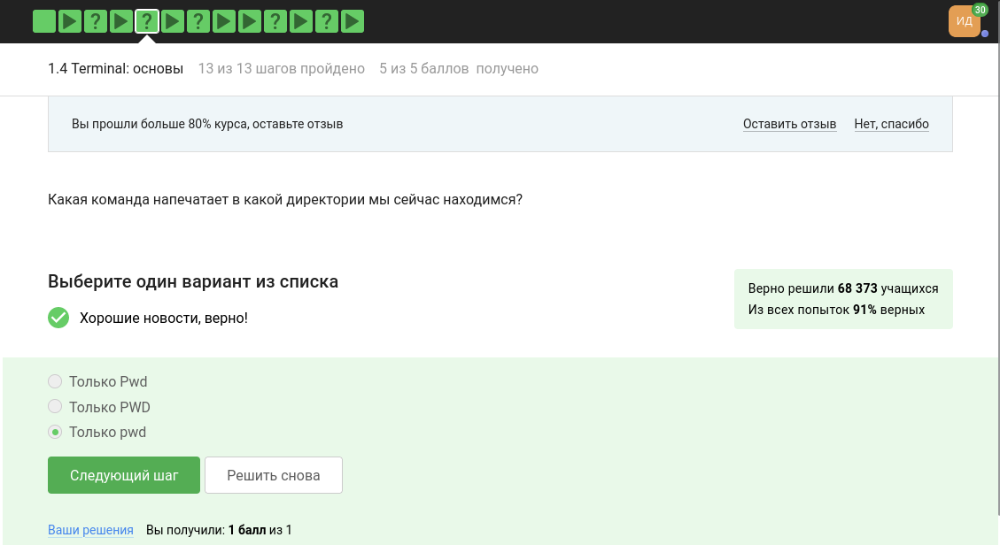 ? ? ? ? ?
ИД
30
1.4 Terminal: основы 13 из 13 шагов пройдено 5 из 5 баллов получено
Вы прошли больше 80% курса, оставьте отзыв Оставить отзыв Нет, спасибо
Какая команда напечатает в какой директории мы сейчас находимся?
Выберите один вариант из списка
Хорошие новости, верно!
Верно решили 68 373 учащихся
Из всех попыток 91% верных
Только Pwd
Только PWD
Только pwd
Следующий шаг Решить снова
Ваши решения Вы получили: 1 балл из 1